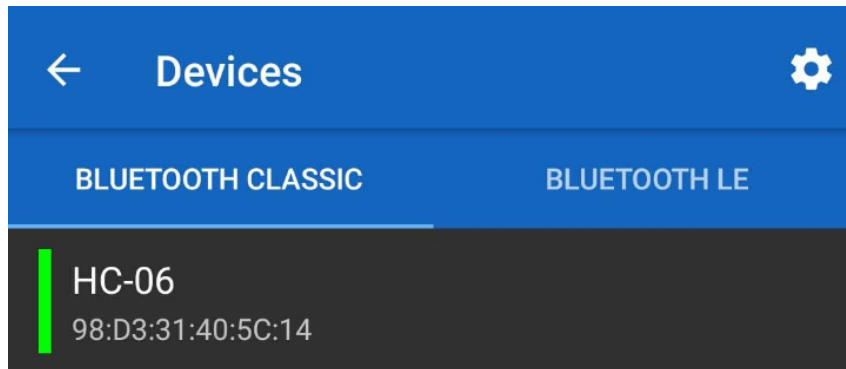 Devices
BLUETOOTH CLASSIC
BLUETOOTH LE
HC-06
98:D3:31:40:5C:14